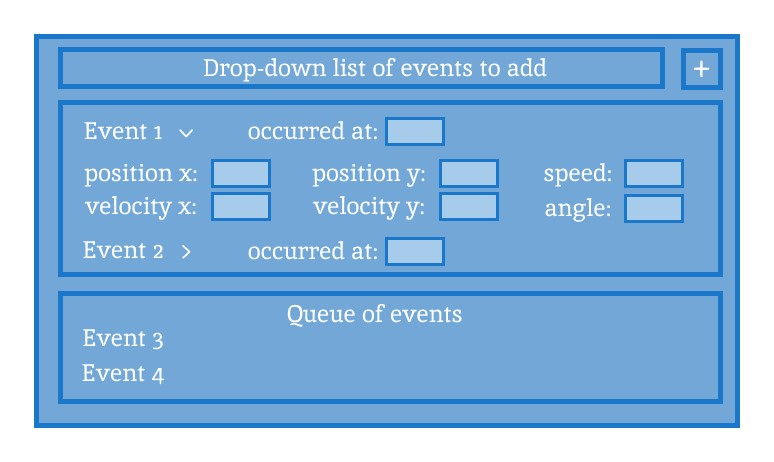 Drop-down list of events to add +
Event 1 occurred at:
position x: position y: speed:
velocity x: velocity y: angle:
Event 2 occurred at:
Queue of events
Event 3
Event 4